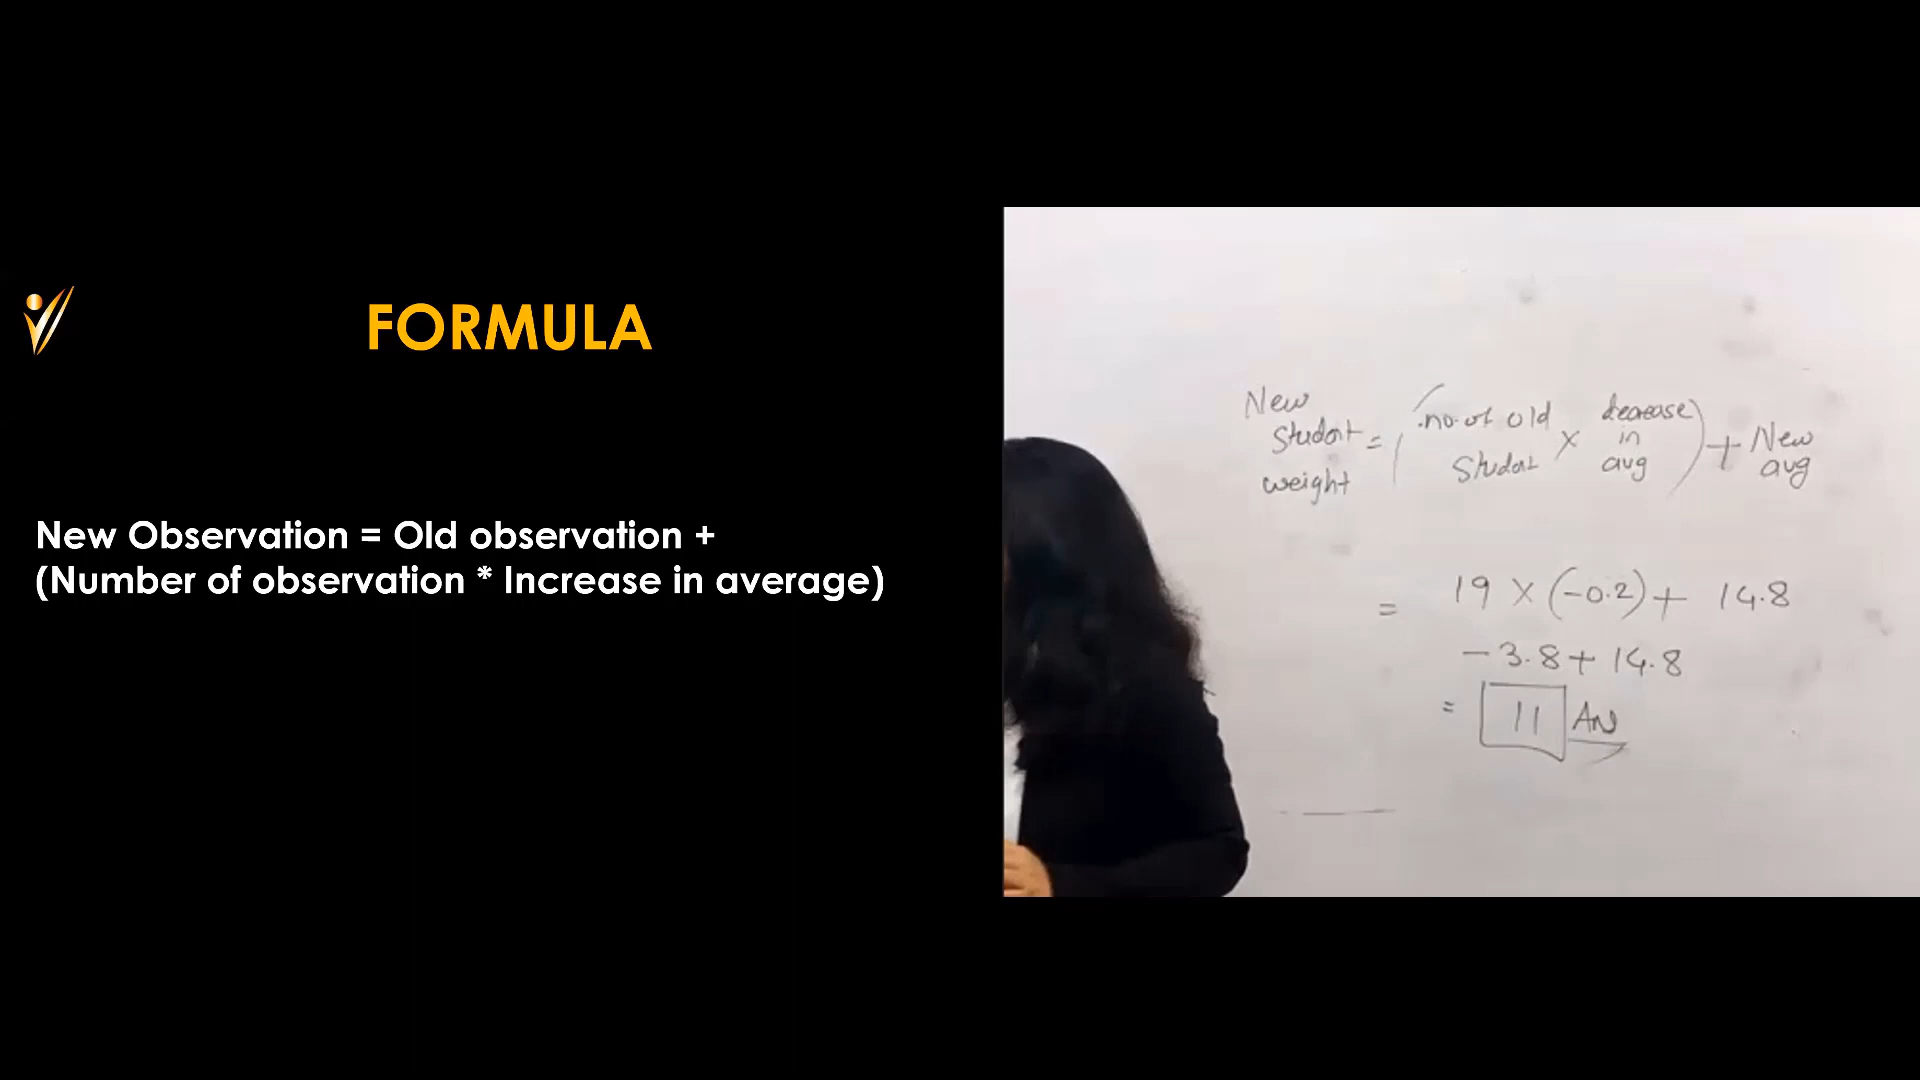 FORMULA
New Observation = Old observation +
(Number of observation * Increase in average)
New
Student
weight
= (no. of old Student × decrease in avg) + New avg
= 19 × (-0.2) + 14.8
- 3.8 + 14.8
= 11 AN